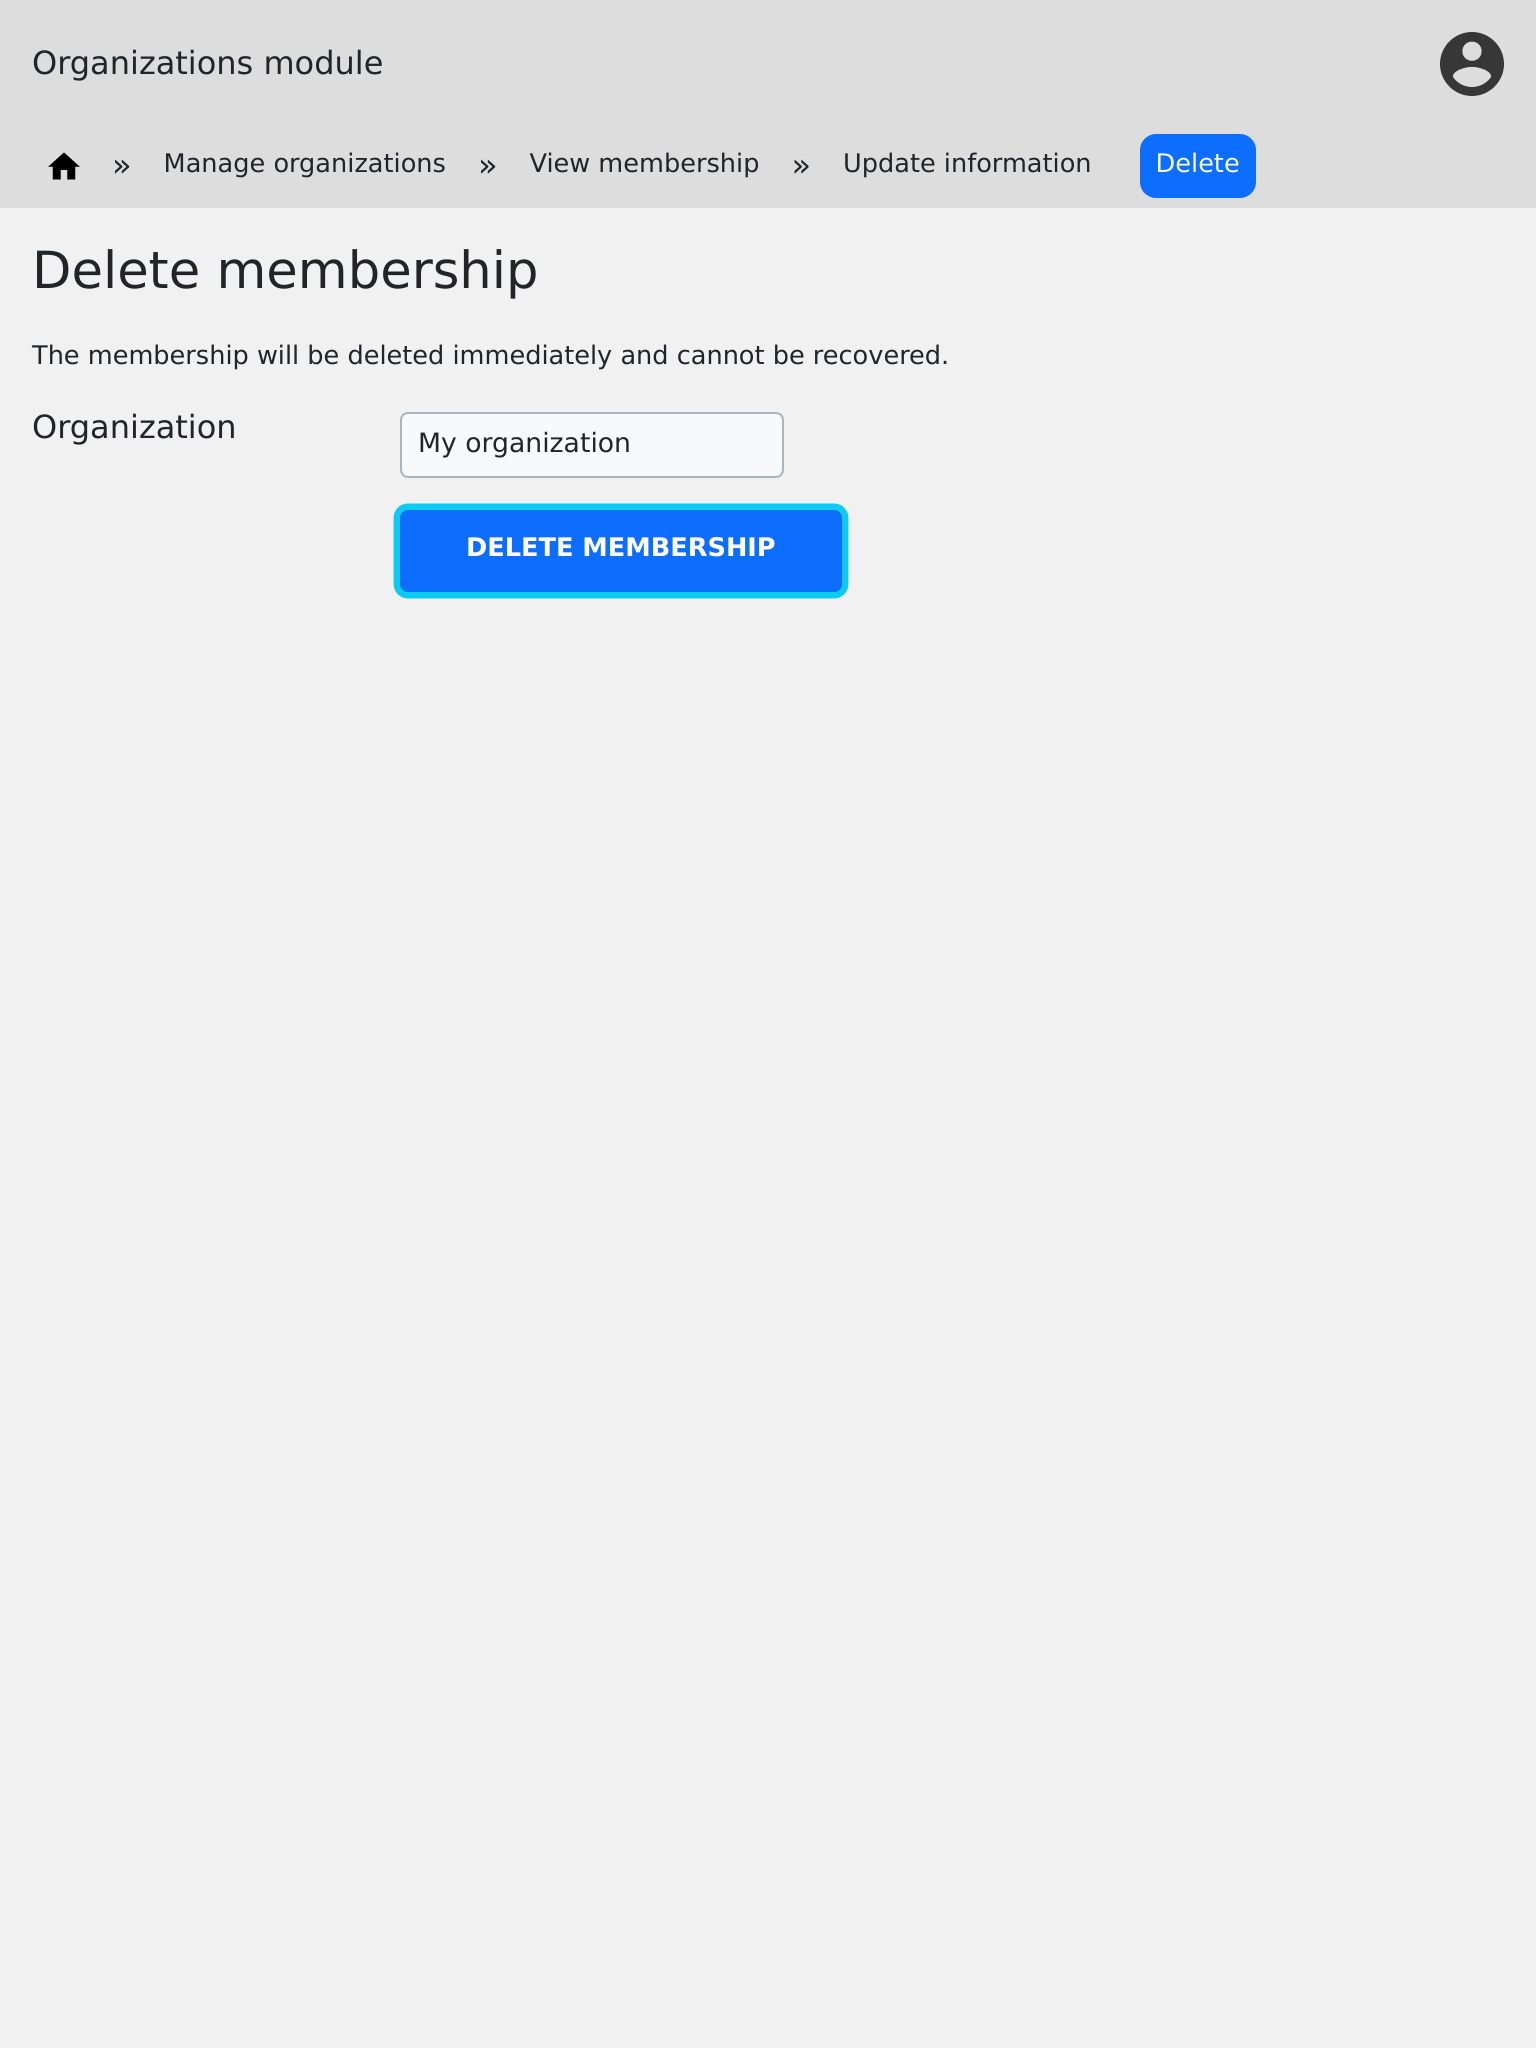 Organizations module
» Manage organizations » View membership » Update information Delete
Delete membership
The membership will be deleted immediately and cannot be recovered.
Organization My organization
DELETE MEMBERSHIP